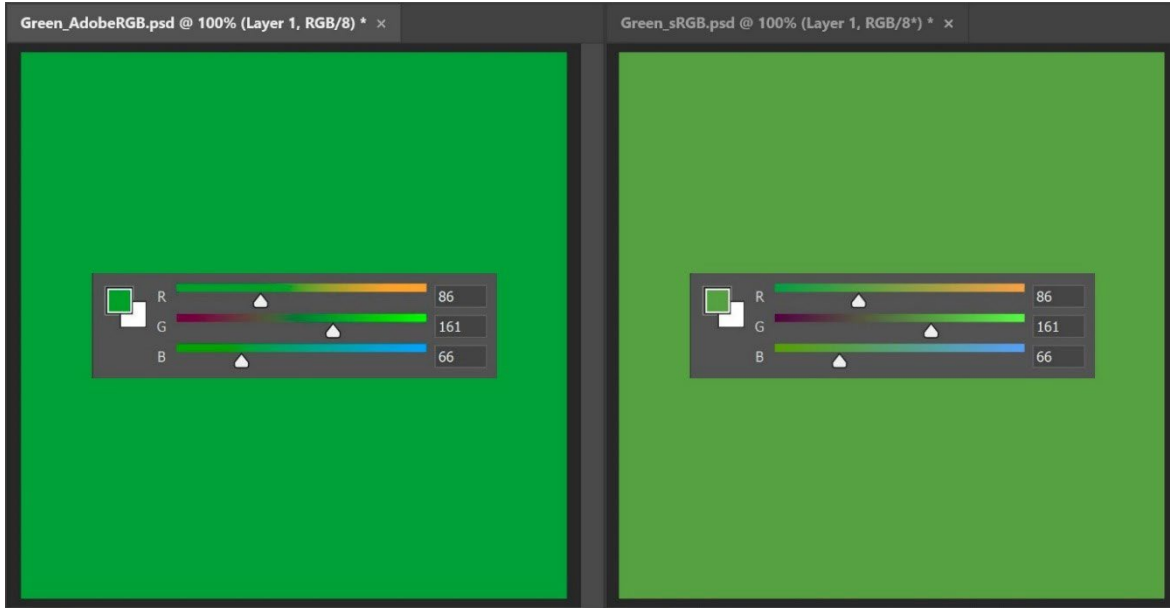 Green_AdobeRGB.psd @ 100% (Layer 1, RGB/8) * ×
Green_sRGB.psd @ 100% (Layer 1, RGB/8*) * ×
R 86
G 161
B 66
R 86
G 161
B 66